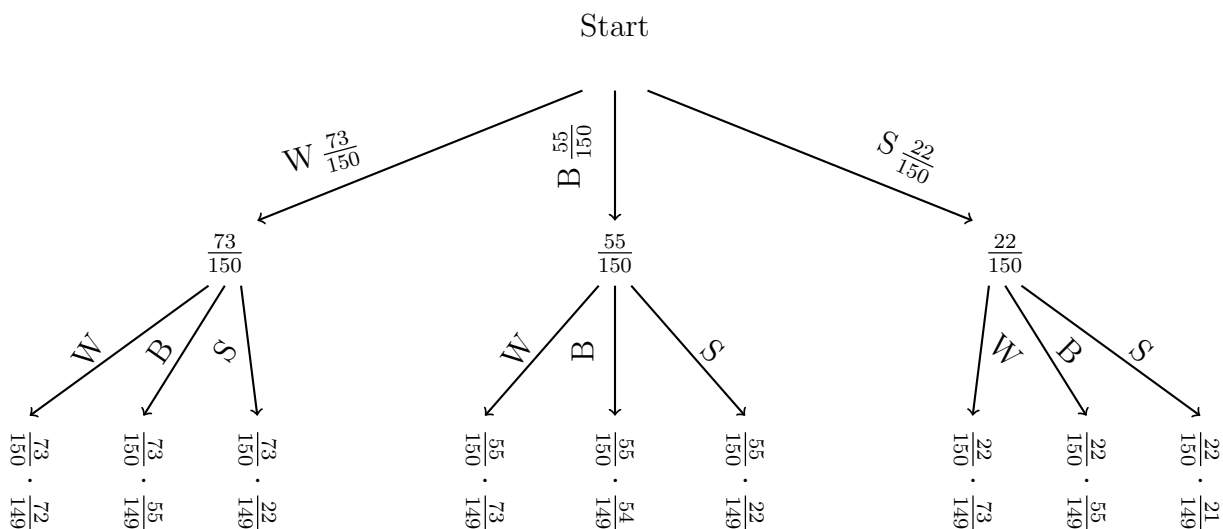 Start
W 73/150
B 55/150
S 22/150
73/150
55/150
22/150
W
B
S
W
B
S
W
B
S
73/150 · 72/149
73/150 · 55/149
73/150 · 22/149
55/150 · 73/149
55/150 · 54/149
55/150 · 22/149
22/150 · 73/149
22/150 · 55/149
22/150 · 21/149